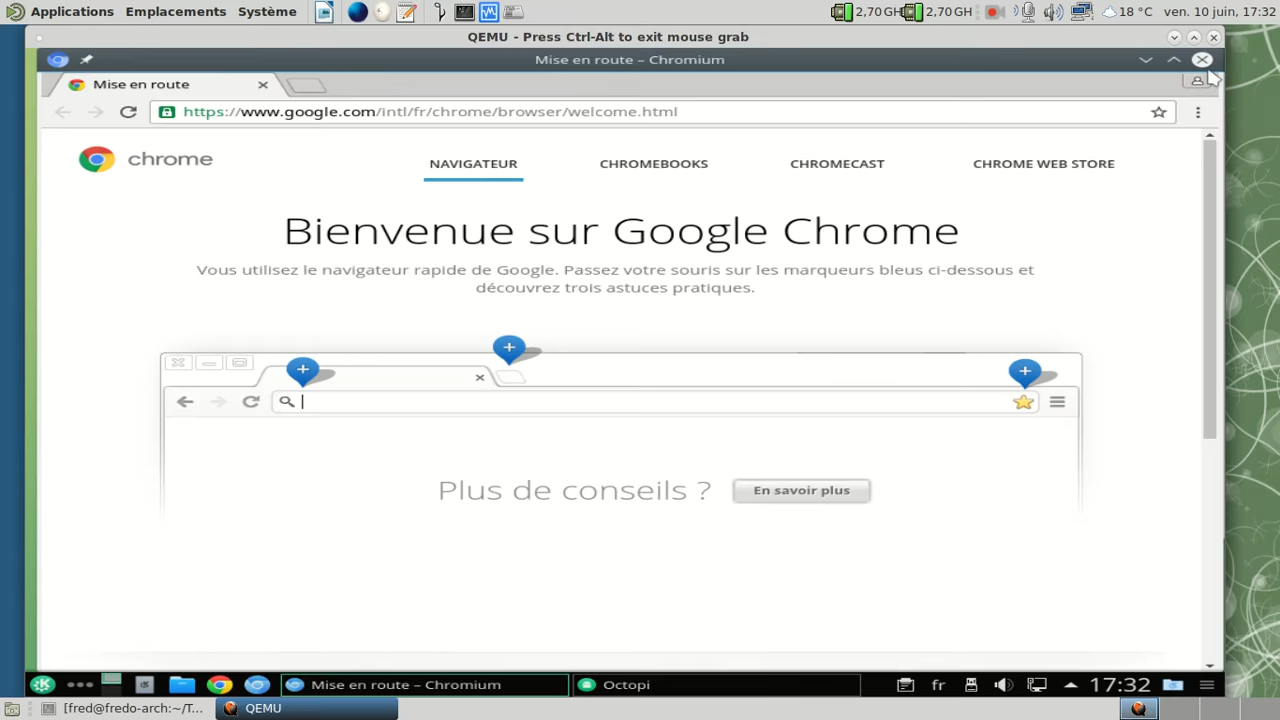 Applications Emplacements Système 2,70GH 2,70 GH 18 °C ven. 10 juin, 17:32
QEMU - Press Ctrl-Alt to exit mouse grab
Mise en route – Chromium
Mise en route
https://www.google.com/intl/fr/chrome/browser/welcome.html
chrome NAVIGATEUR CHROMEBOOKS CHROMECAST CHROME WEB STORE
Bienvenue sur Google Chrome
Vous utilisez le navigateur rapide de Google. Passez votre souris sur les marqueurs bleus ci-dessous et
découvrez trois astuces pratiques.
Plus de conseils ? En savoir plus
Mise en route – Chromium Octopi fr 17:32
[fred@fredo-arch:~/T... QEMU